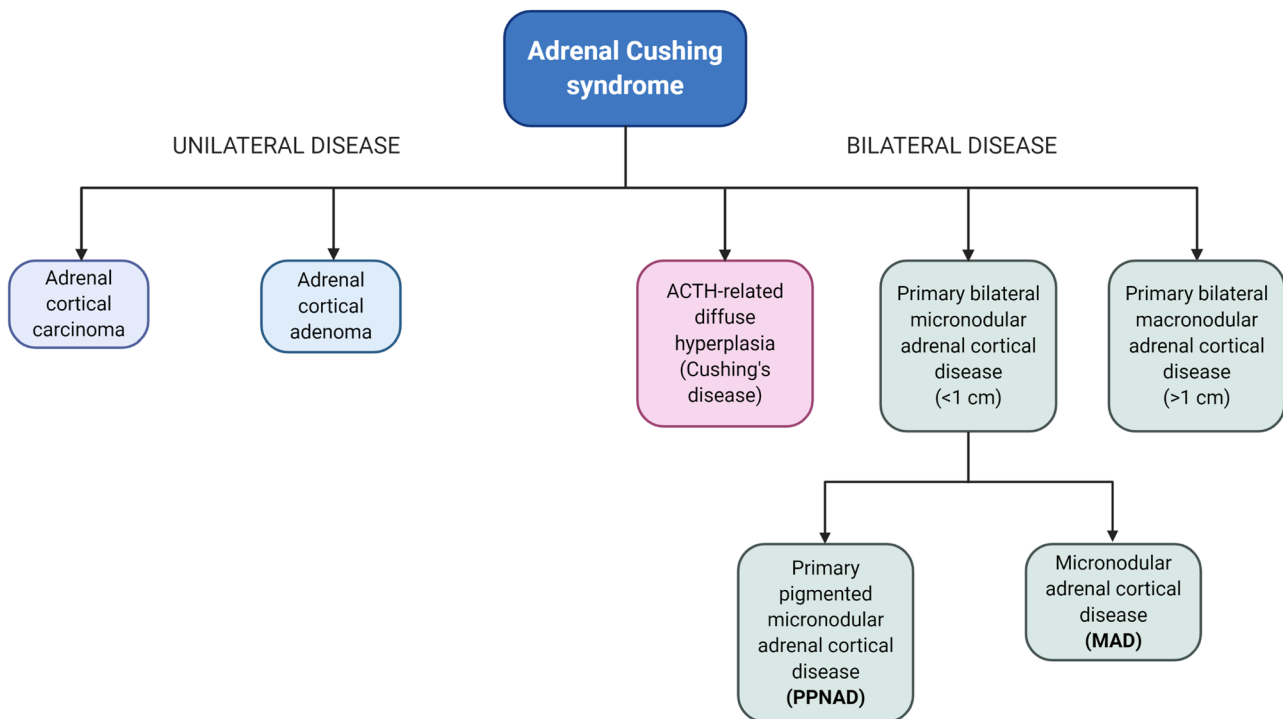 Adrenal Cushing
syndrome
UNILATERAL DISEASE
BILATERAL DISEASE
Adrenal
cortical
carcinoma
Adrenal
cortical
adenoma
ACTH-related
diffuse
hyperplasia
(Cushing's
disease)
Primary bilateral
micronodular
adrenal cortical
disease
(<1 cm)
Primary bilateral
macronodular
adrenal cortical
disease
(>1 cm)
Primary
pigmented
micronodular
adrenal cortical
disease
(PPNAD)
Micronodular
adrenal cortical
disease
(MAD)